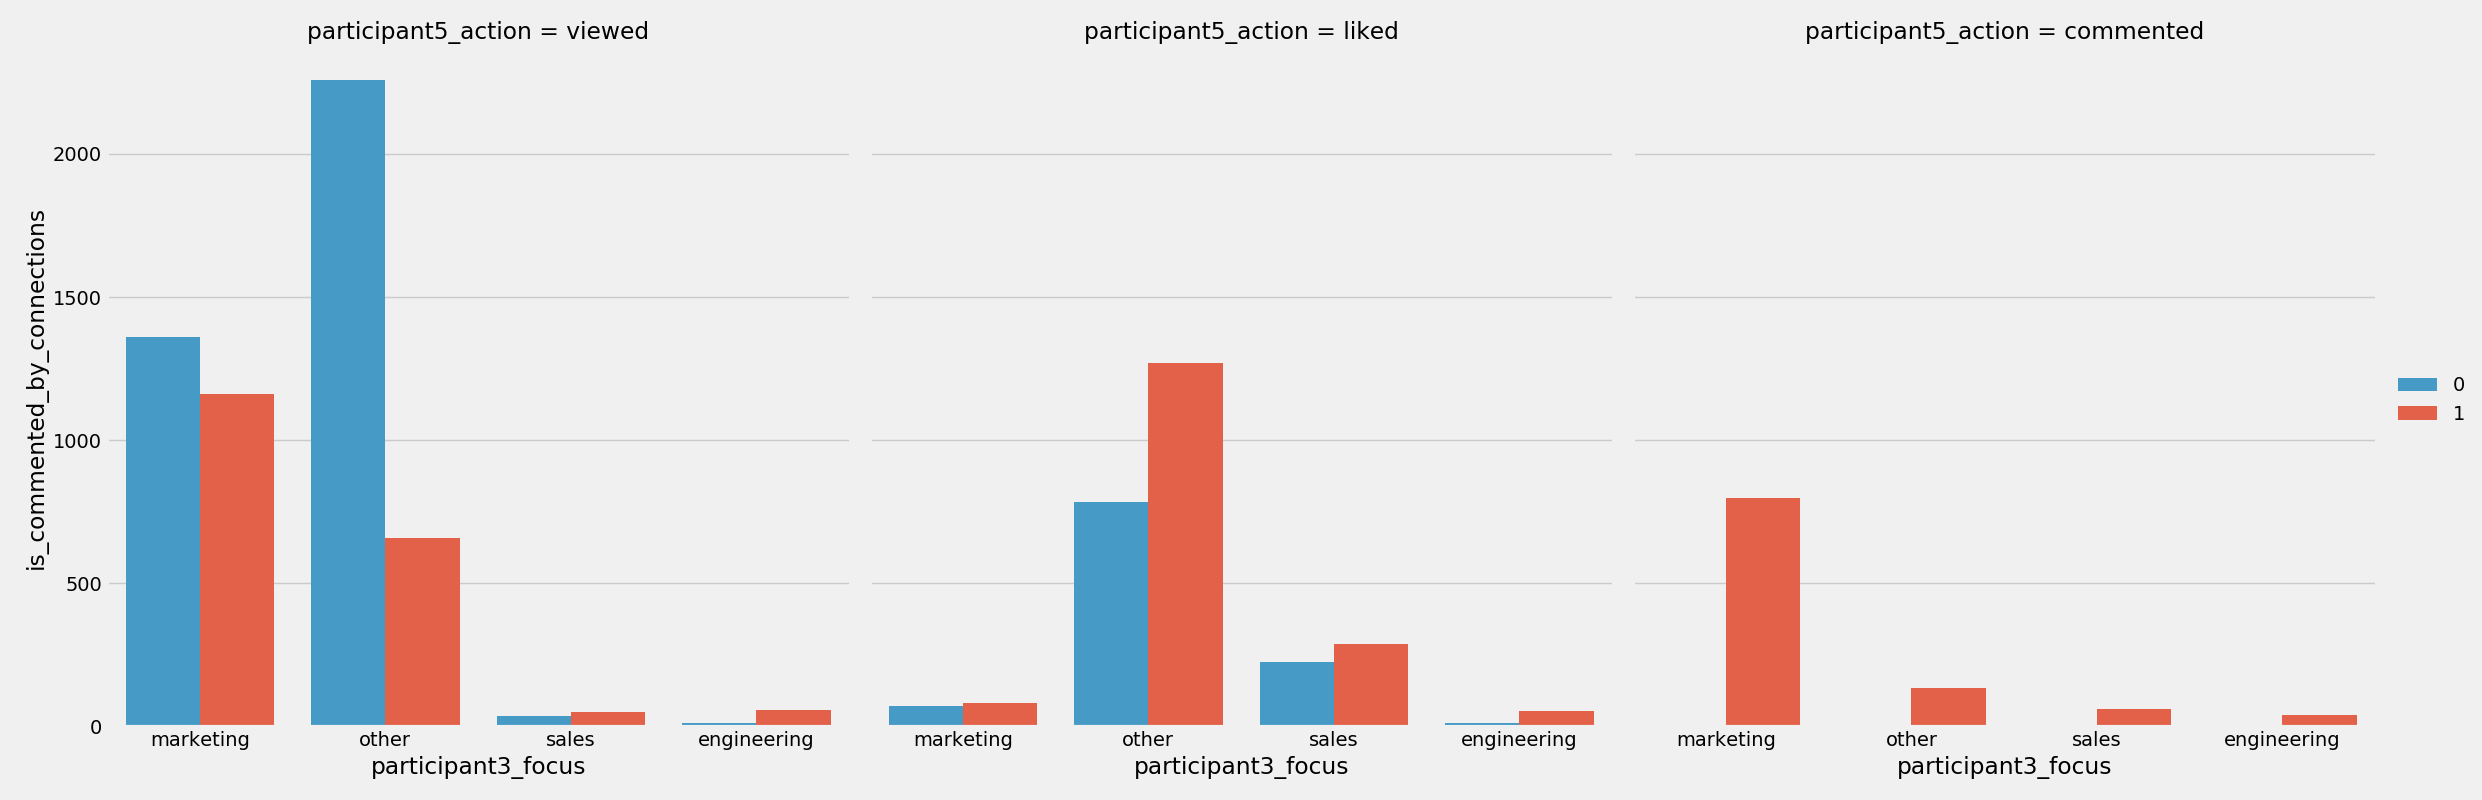 participant5_action = viewed
participant5_action = liked
participant5_action = commented
is_commented_by_connections
2000
1500
1000
500
0
marketing other sales engineering
marketing other sales engineering
marketing other sales engineering
participant3_focus
participant3_focus
participant3_focus
0
1